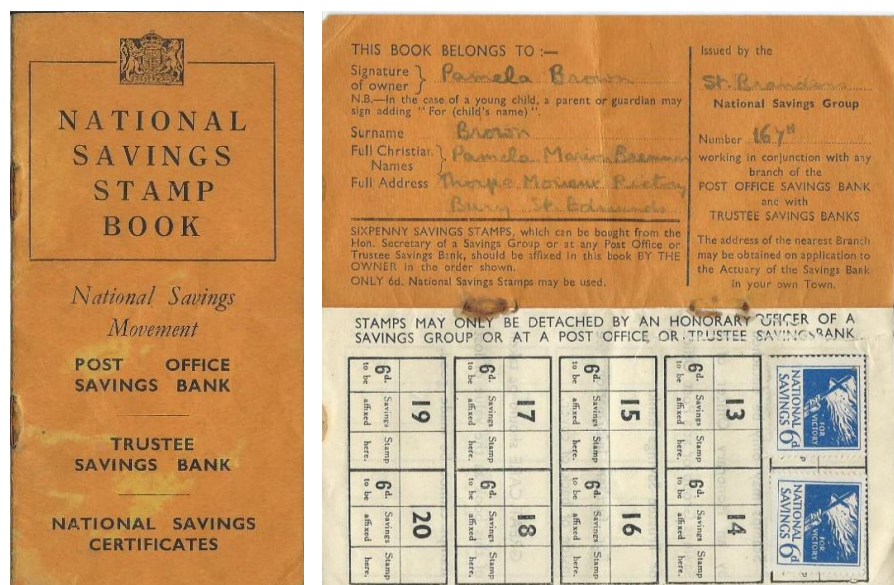 NATIONAL
SAVINGS
STAMP
BOOK
National Savings
Movement
POST OFFICE
SAVINGS BANK
TRUSTEE
SAVINGS BANK
NATIONAL SAVINGS
CERTIFICATES
THIS BOOK BELONGS TO :—
Signature of owner } Pamela Brown
N.B.—In the case of a young child, a parent or guardian may
sign adding "For (child's name)".
Surname Brown
Full Christian Names } Pamela Marion
Full Address Thorpe Morieux Rectory
Bury St. Edmunds
SIXPENNY SAVINGS STAMPS, which can be bought from the
Hon. Secretary of a Savings Group or at any Post Office or
Trustee Savings Bank, should be affixed in this book BY THE
OWNER in the order shown.
ONLY 6d. National Savings Stamps may be used.
Issued by the
St.
National Savings Group
Number
working in conjunction with any
branch of the
POST OFFICE SAVINGS BANK
and with
TRUSTEE SAVINGS BANKS
The address of the nearest Branch
may be obtained on application to
the Actuary of the Savings Bank
in your own Town.
STAMPS MAY ONLY BE DETACHED BY AN HONORARY OFFICER OF A
SAVINGS GROUP OR AT A POST OFFICE OR TRUSTEE SAVINGS BANK
19
6d. Savings Stamp
to be affixed here.
17
6d. Savings Stamp
to be affixed here.
15
6d. Savings Stamp
to be affixed here.
13
6d. Savings Stamp
to be affixed here.
FOR
VICTORY
NATIONAL
SAVINGS 6d
20
6d. Savings Stamp
to be affixed here.
18
6d. Savings Stamp
to be affixed here.
16
6d. Savings Stamp
to be affixed here.
14
6d. Savings Stamp
to be affixed here.
FOR
VICTORY
NATIONAL
SAVINGS 6d